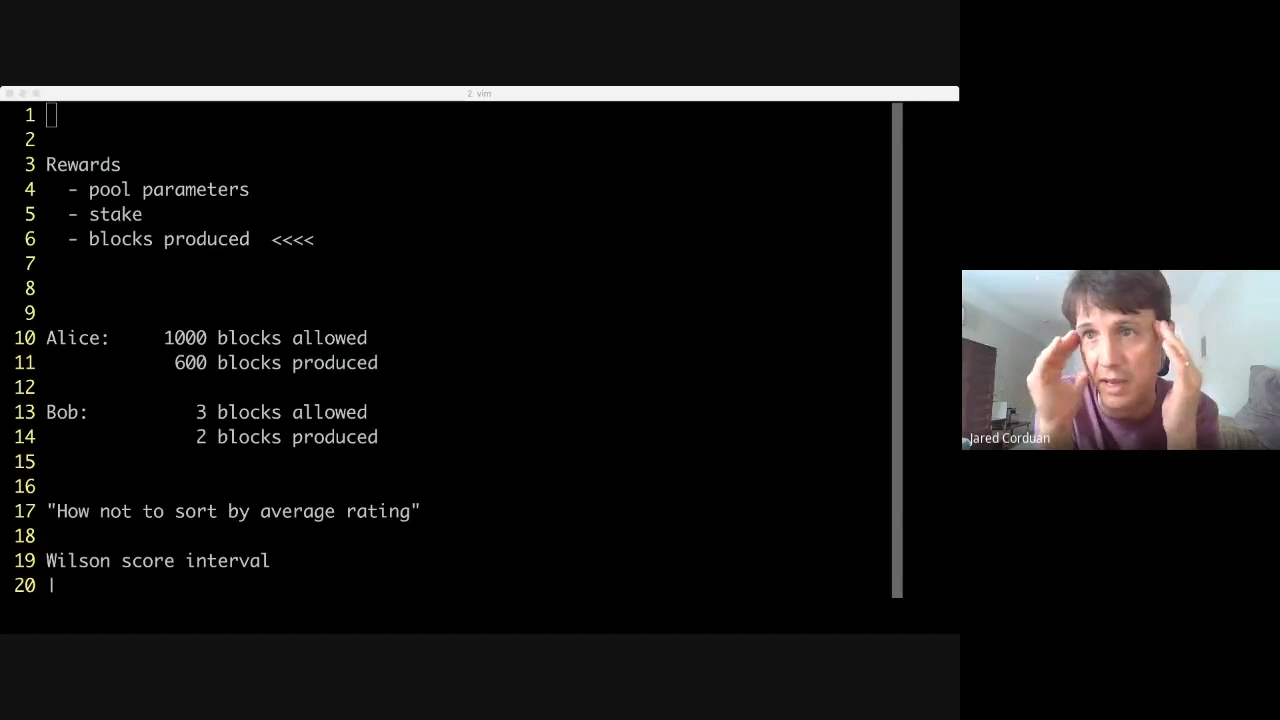 2. vim
1
2
3 Rewards
4 - pool parameters
5 - stake
6 - blocks produced <<<<
7
8
9
10 Alice: 1000 blocks allowed
11 600 blocks produced
12
13 Bob: 3 blocks allowed
14 2 blocks produced
15
16
17 "How not to sort by average rating"
18
19 Wilson score interval
20 |
Jared Corduan